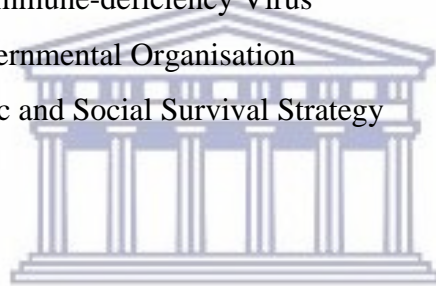 mmune-deficiency Virus
ernmental Organisation
c and Social Survival Strategy